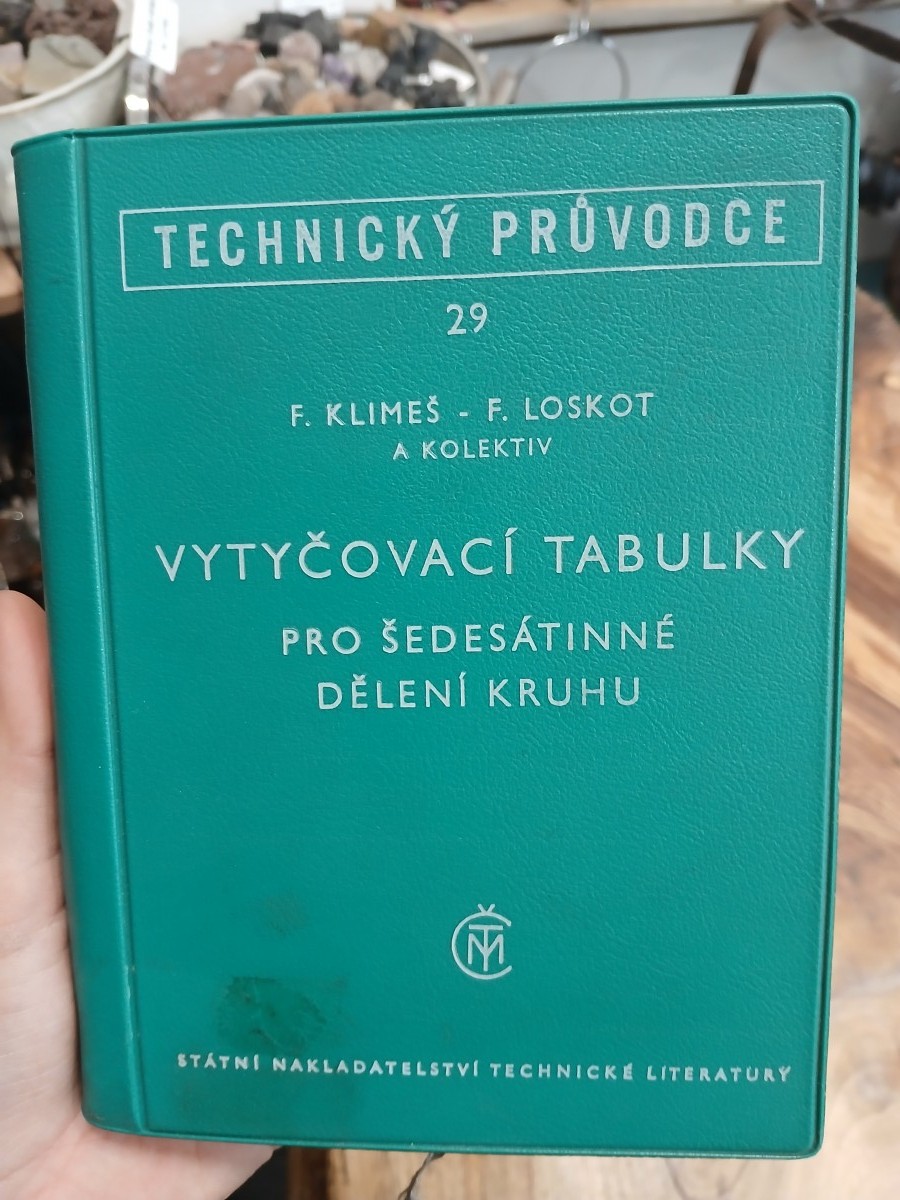 TECHNICKÝ PRŮVODCE
29
F. KLIMEŠ - F. LOSKOT
A KOLEKTIV
VYTYČOVACÍ TABULKY
PRO ŠEDESÁTINNÉ
DĚLENÍ KRUHU
STÁTNÍ NAKLADATELSTVÍ TECHNICKÉ LITERATURY